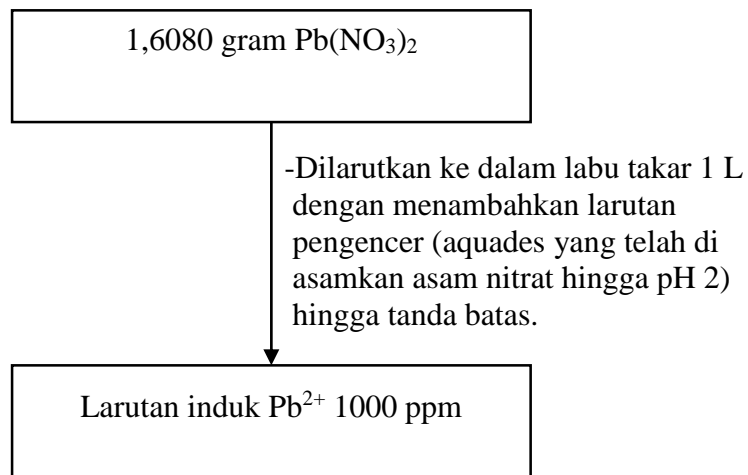 1,6080 gram Pb(NO₃)₂
-Dilarutkan ke dalam labu takar 1 L
dengan menambahkan larutan
pengencer (aquades yang telah di
asamkan asam nitrat hingga pH 2)
hingga tanda batas.
Larutan induk Pb²⁺ 1000 ppm